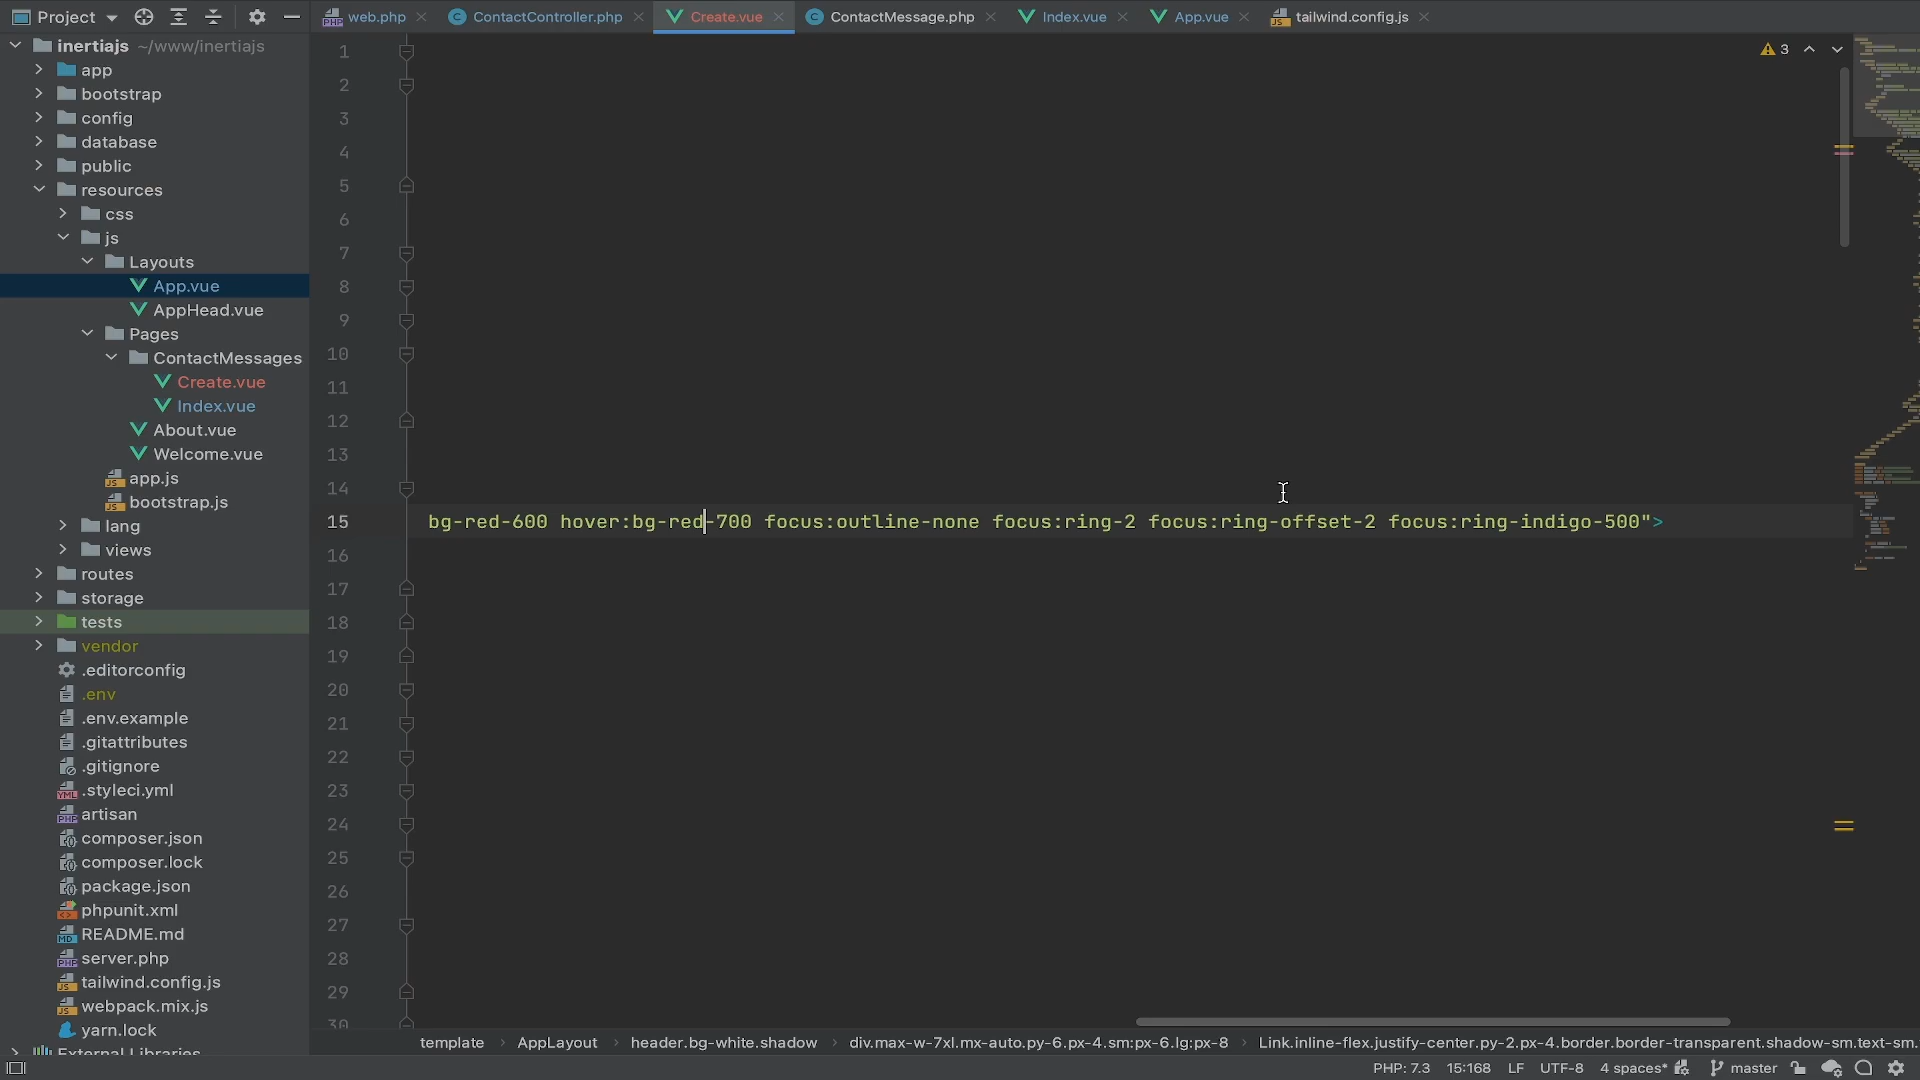 Project
web.php
ContactController.php
Create.vue
ContactMessage.php
Index.vue
App.vue
tailwind.config.js
inertiajs ~/www/inertiajs
app
bootstrap
config
database
public
resources
css
js
Layouts
App.vue
AppHead.vue
Pages
ContactMessages
Create.vue
Index.vue
About.vue
Welcome.vue
app.js
bootstrap.js
lang
views
routes
storage
tests
vendor
.editorconfig
.env
.env.example
.gitattributes
.gitignore
.styleci.yml
artisan
composer.json
composer.lock
package.json
phpunit.xml
README.md
server.php
tailwind.config.js
webpack.mix.js
yarn.lock
External Libraries
3
1
2
3
4
5
6
7
8
9
10
11
12
13
14
15 bg-red-600 hover:bg-red-700 focus:outline-none focus:ring-2 focus:ring-offset-2 focus:ring-indigo-500">
16
17
18
19
20
21
22
23
24
25
26
27
28
29
30
template › AppLayout › header.bg-white.shadow › div.max-w-7xl.mx-auto.py-6.px-4.sm:px-6.lg:px-8 › Link.inline-flex.justify-center.py-2.px-4.border.border-transparent.shadow-sm.text-sm.
PHP: 7.3 15:168 LF UTF-8 4 spaces* master